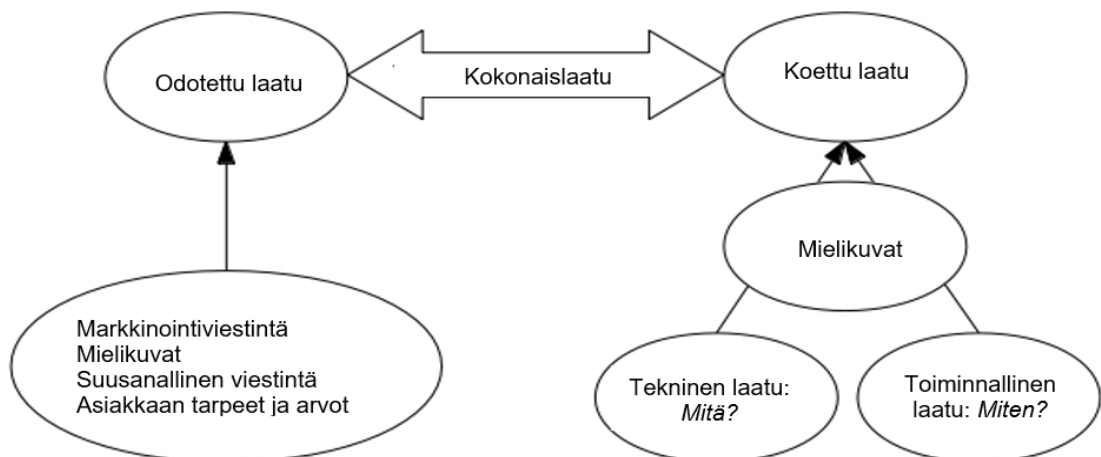 Odotettu laatu
Kokonaislaatu
Koettu laatu
Mielikuvat
Markkinointiviestintä
Mielikuvat
Suusanallinen viestintä
Asiakkaan tarpeet ja arvot
Tekninen laatu:
Mitä?
Toiminnallinen
laatu: Miten?